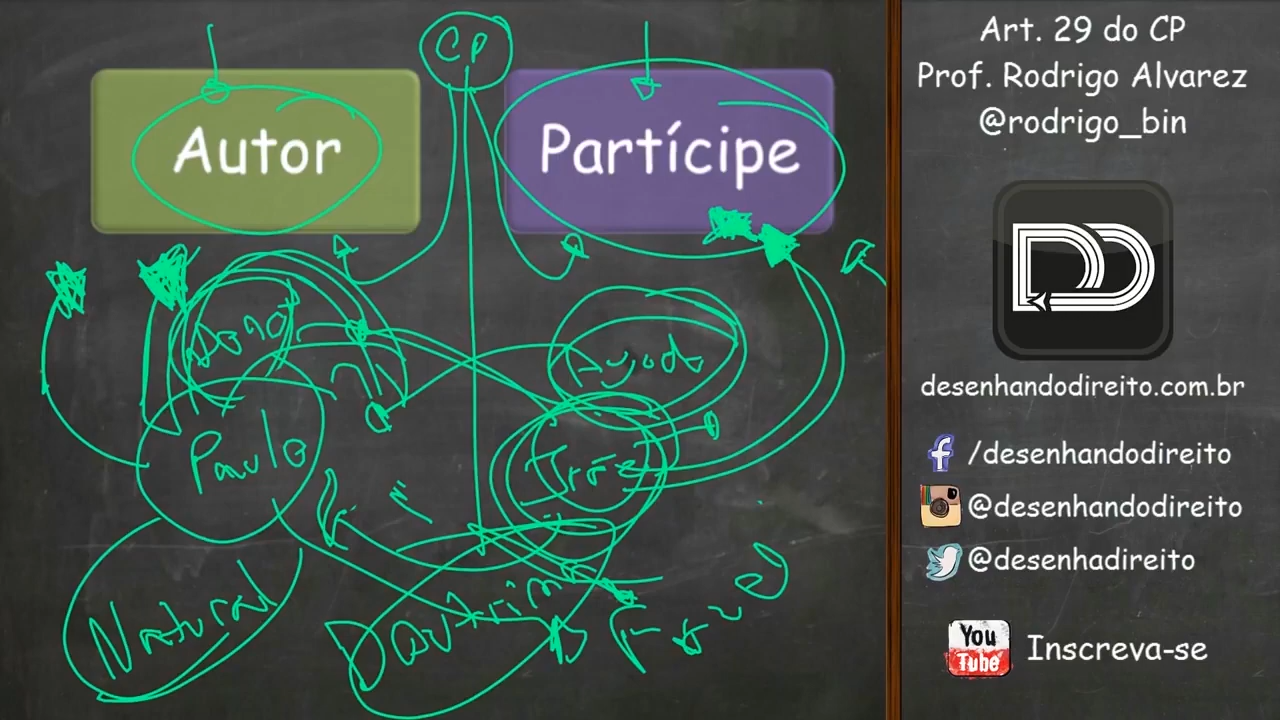 CP
Autor
Partícipe
Paulo
Natural
Art. 29 do CP
Prof. Rodrigo Alvarez
@rodrigo_bin
DD
desenhandodireito.com.br
f /desenhandodireito
@desenhandodireito
@desenhadireito
You Tube Inscreva-se